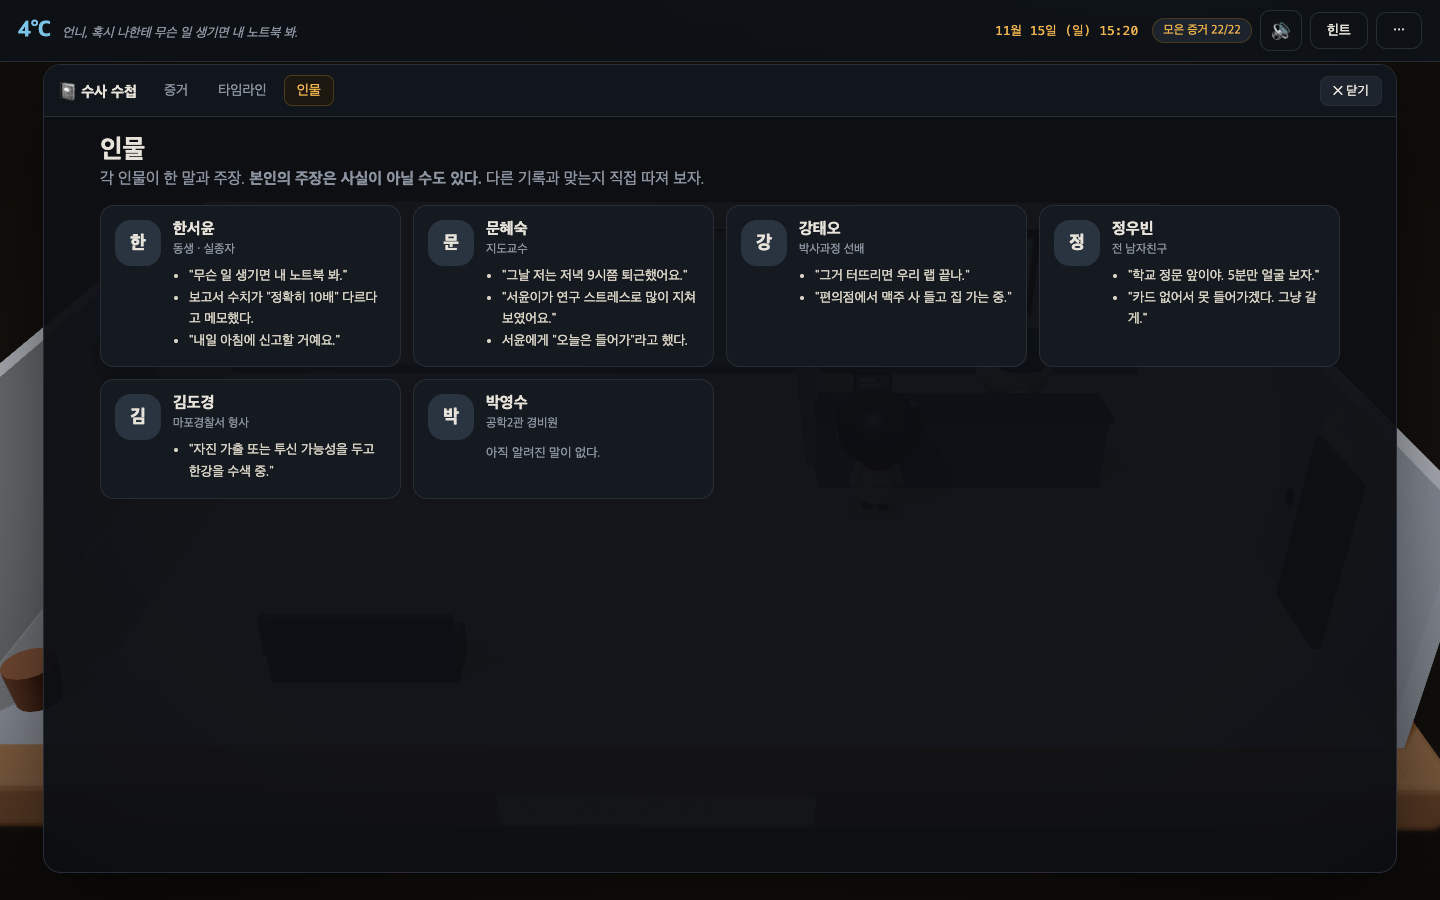 4°C 언니, 혹시 나한테 무슨 일 생기면 내 노트북 봐.
11월 15일 (일) 15:20 모은 증거 22/22 힌트 ···
수사 수첩 증거 타임라인 인물 ✕ 닫기
인물
각 인물이 한 말과 주장. 본인의 주장은 사실이 아닐 수도 있다. 다른 기록과 맞는지 직접 따져 보자.
한
한서윤
동생 · 실종자
• "무슨 일 생기면 내 노트북 봐."
• 보고서 수치가 "정확히 10배" 다르다
고 메모했다.
• "내일 아침에 신고할 거예요."
문
문혜숙
지도교수
• "그날 저는 저녁 9시쯤 퇴근했어요."
• "서윤이가 연구 스트레스로 많이 지쳐
보였어요."
• 서윤에게 "오늘은 들어가"라고 했다.
강
강태오
박사과정 선배
• "그거 터뜨리면 우리 랩 끝나."
• "편의점에서 맥주 사 들고 집 가는 중."
정
정우빈
전 남자친구
• "학교 정문 앞이야. 5분만 얼굴 보자."
• "카드 없어서 못 들어가겠다. 그냥 갈
게."
김
김도경
마포경찰서 형사
• "자진 가출 또는 투신 가능성을 두고
한강을 수색 중."
박
박영수
공학2관 경비원
아직 알려진 말이 없다.